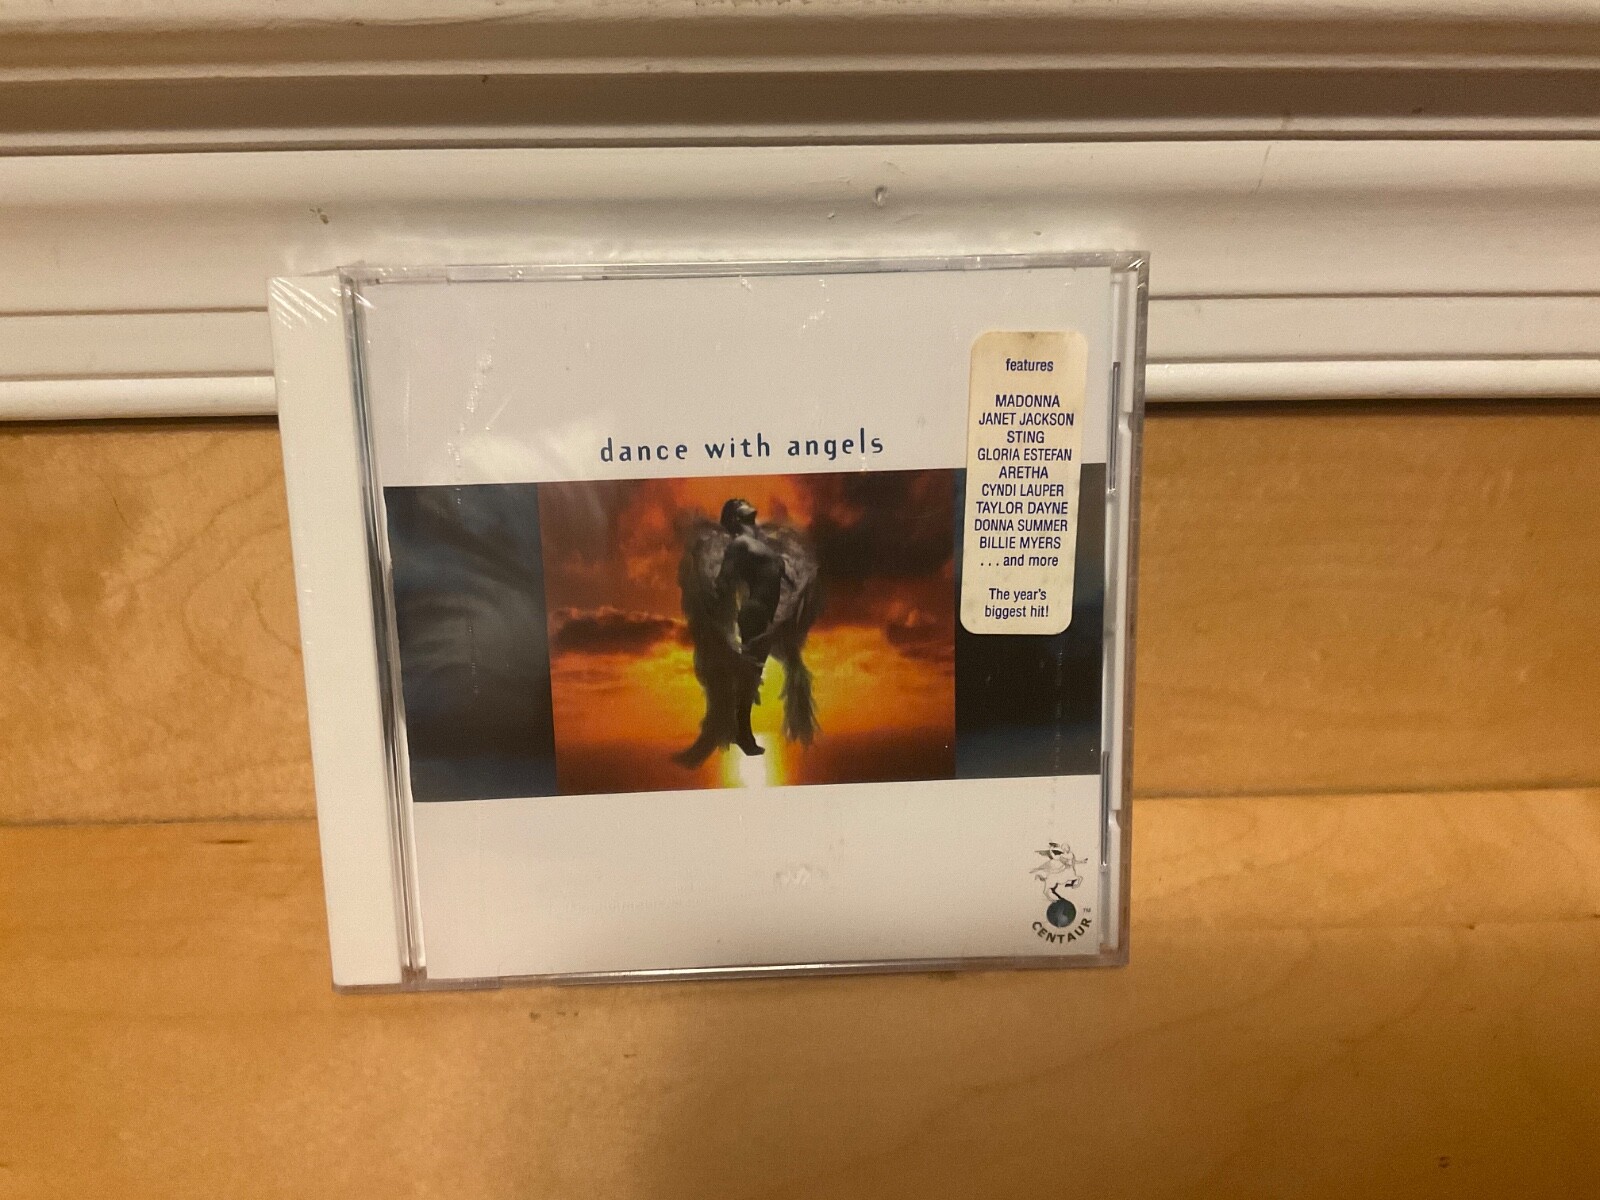 dance with angels
features
MADONNA
JANET JACKSON
STING
GLORIA ESTEFAN
ARETHA
CYNDI LAUPER
TAYLOR DAYNE
DONNA SUMMER
BILLIE MYERS
...and more
The year's
biggest hit!
CENTAUR™